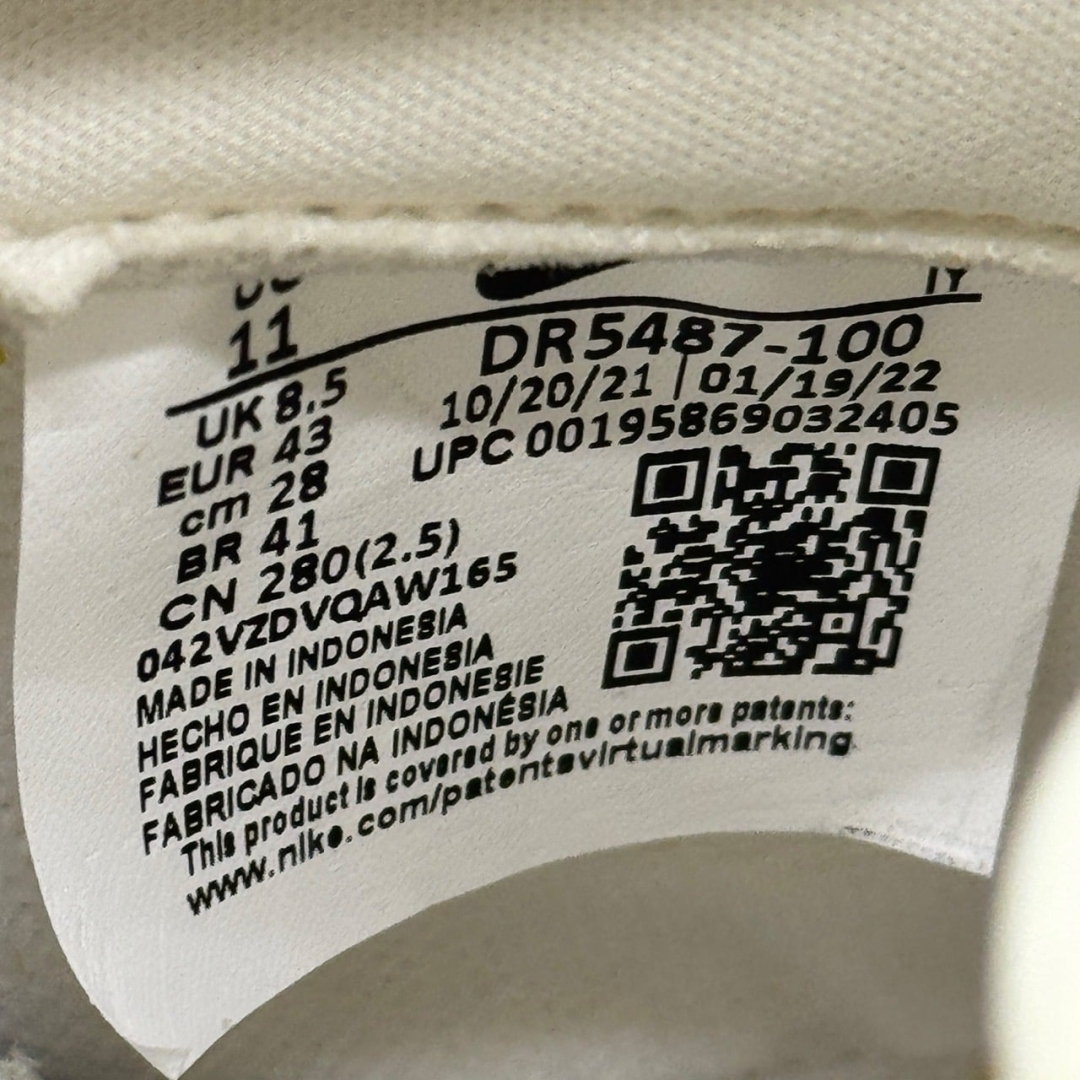 11
DR5487-100
10/20/21 | 01/19/22
UPC 00195869032405
UK 8.5
EUR 43
cm 28
BR 41
CN 280(2.5)
042VZDVQAW165
MADE IN INDONESIA
HECHO EN INDONESIA
FABRIQUE EN INDONESIE
FABRICADO NA INDONÉSIA
This product is covered by one or more patents:
www.nike.com/patentsvirtualmarking